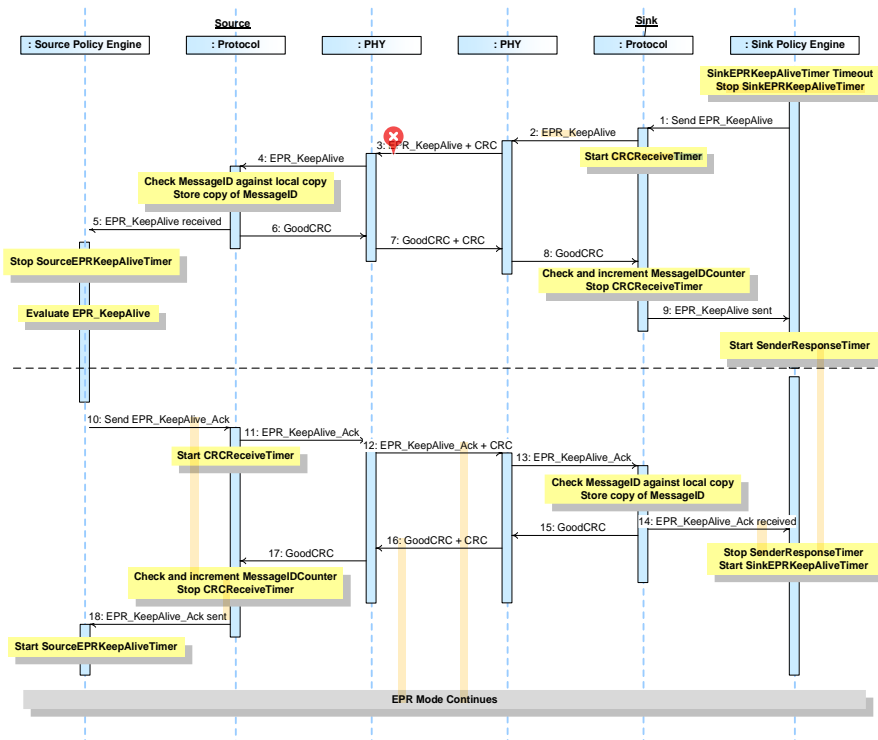 Source
Sink
: Source Policy Engine
: Protocol
: PHY
: PHY
: Protocol
: Sink Policy Engine
SinkEPRKeepAliveTimer Timeout
Stop SinkEPRKeepAliveTimer
1: Send EPR_KeepAlive
2: EPR_KeepAlive
3: EPR_KeepAlive + CRC
Start CRCReceiveTimer
4: EPR_KeepAlive
Check MessageID against local copy
Store copy of MessageID
5: EPR_KeepAlive received
6: GoodCRC
7: GoodCRC + CRC
8: GoodCRC
Stop SourceEPRKeepAliveTimer
Check and increment MessageIDCounter
Stop CRCReceiveTimer
Evaluate EPR_KeepAlive
9: EPR_KeepAlive sent
Start SenderResponseTimer
10: Send EPR_KeepAlive_Ack
11: EPR_KeepAlive_Ack
12: EPR_KeepAlive_Ack + CRC
Start CRCReceiveTimer
13: EPR_KeepAlive_Ack
Check MessageID against local copy
Store copy of MessageID
14: EPR_KeepAlive_Ack received
15: GoodCRC
16: GoodCRC + CRC
17: GoodCRC
Stop SenderResponseTimer
Start SinkEPRKeepAliveTimer
Check and increment MessageIDCounter
Stop CRCReceiveTimer
18: EPR_KeepAlive_Ack sent
Start SourceEPRKeepAliveTimer
EPR Mode Continues